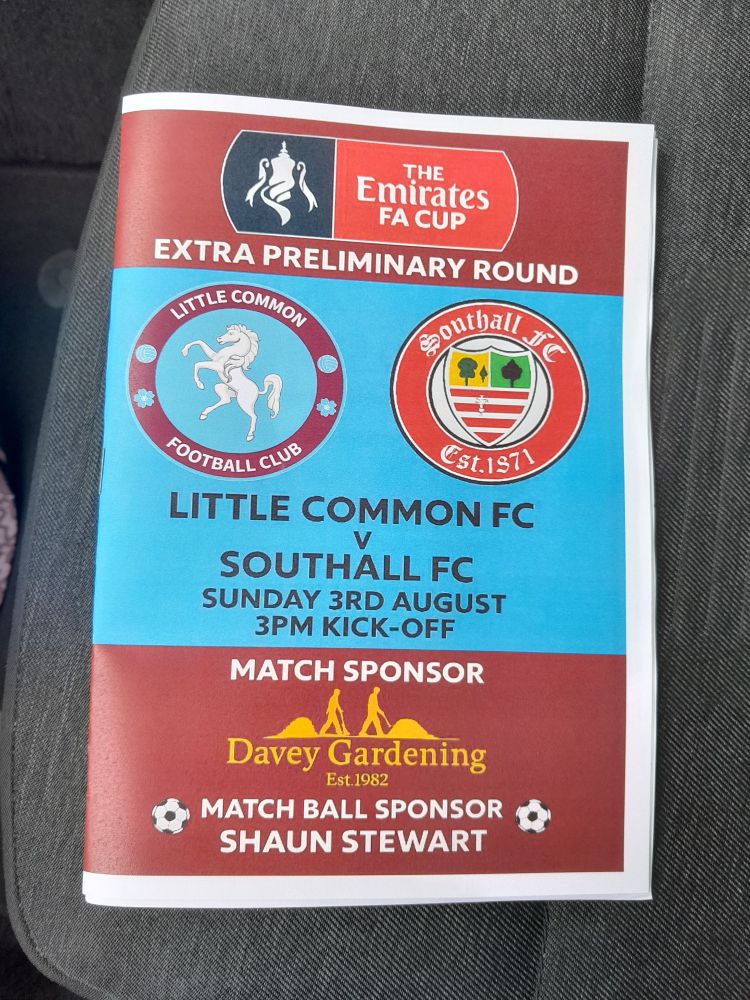 THE
Emirates
FA CUP
EXTRA PRELIMINARY ROUND
LITTLE COMMON
FOOTBALL CLUB
Southall FC
Est.1871
LITTLE COMMON FC
V
SOUTHALL FC
SUNDAY 3RD AUGUST
3PM KICK-OFF
MATCH SPONSOR
Davey Gardening
Est.1982
MATCH BALL SPONSOR
SHAUN STEWART